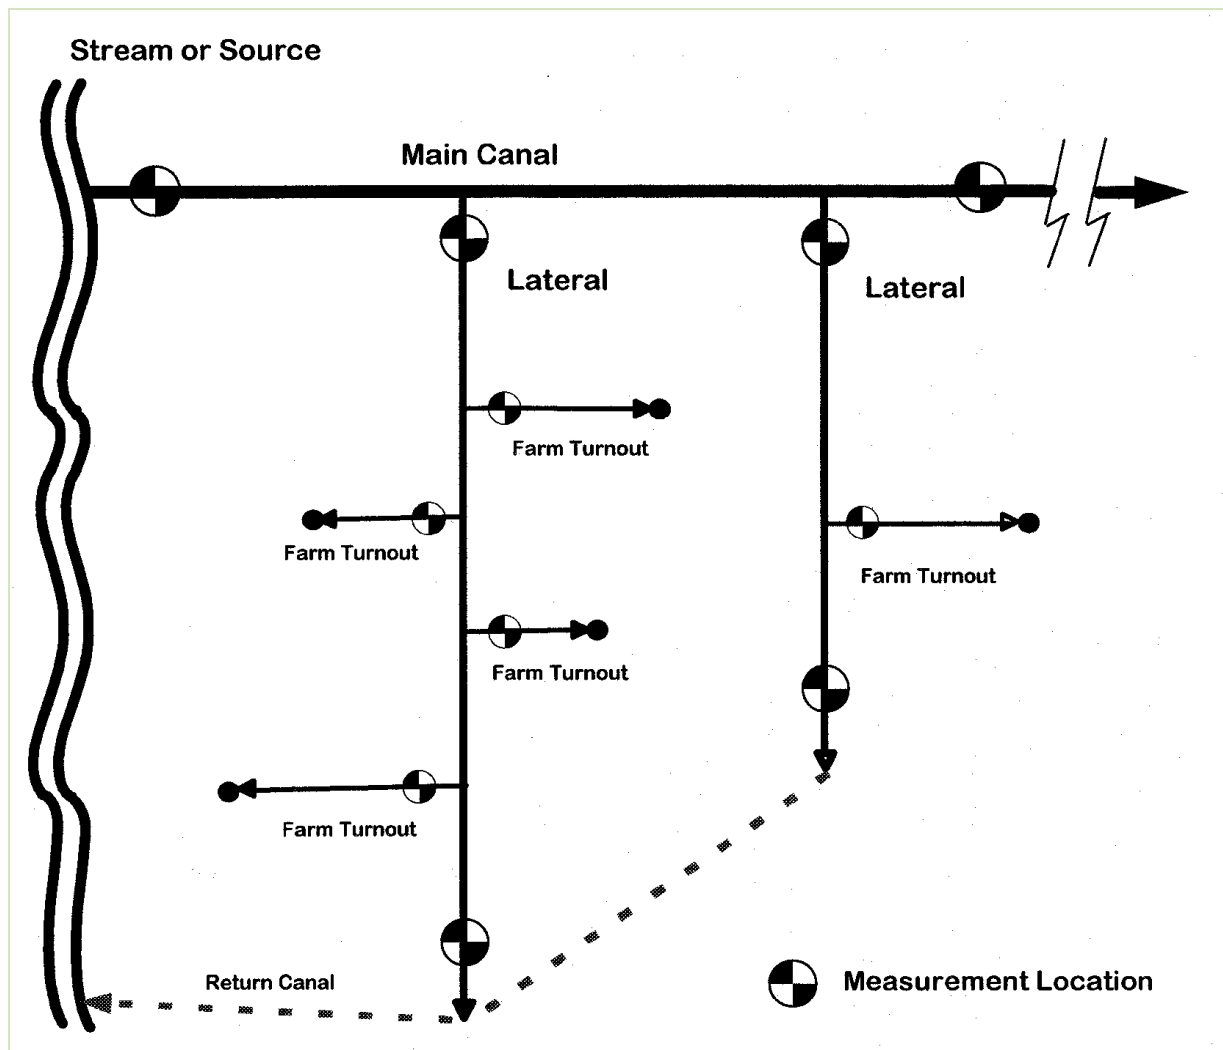 Stream or Source
Main Canal
Lateral
Lateral
Farm Turnout
Farm Turnout
Farm Turnout
Farm Turnout
Farm Turnout
Return Canal
Measurement Location